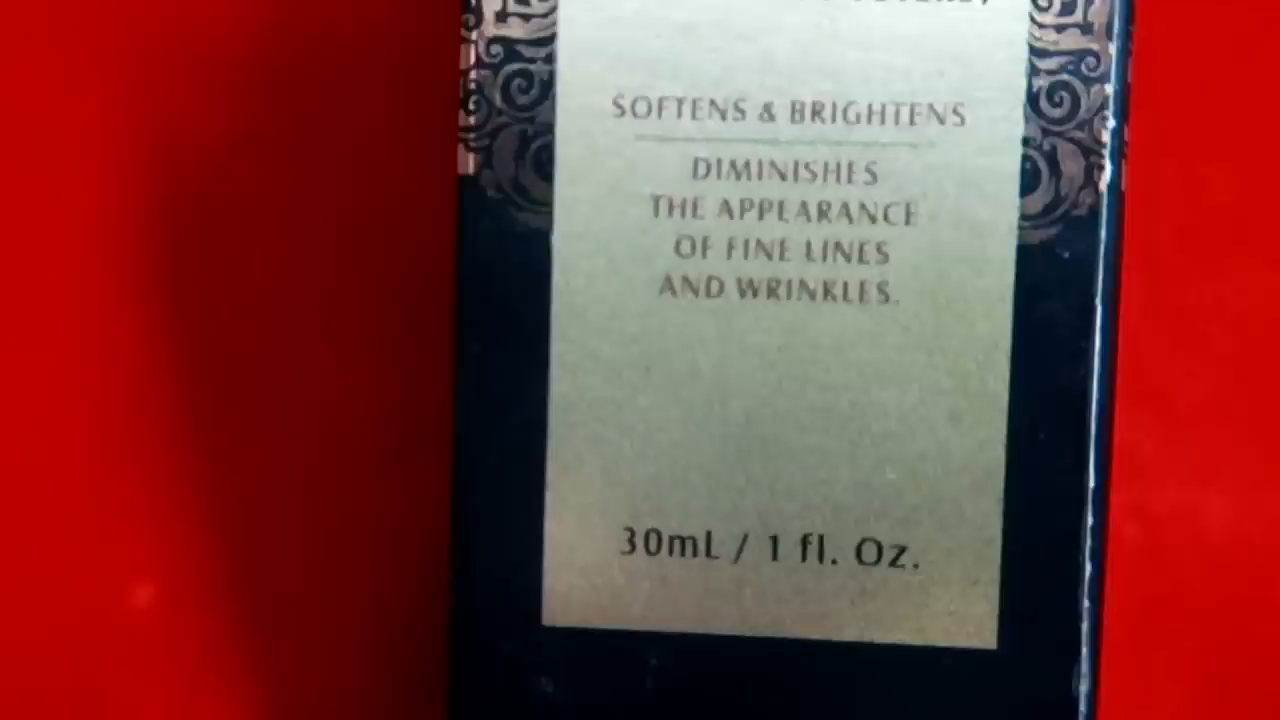 SOFTENS & BRIGHTENS
DIMINISHES
THE APPEARANCE
OF FINE LINES
AND WRINKLES.
30mL / 1 fl. Oz.